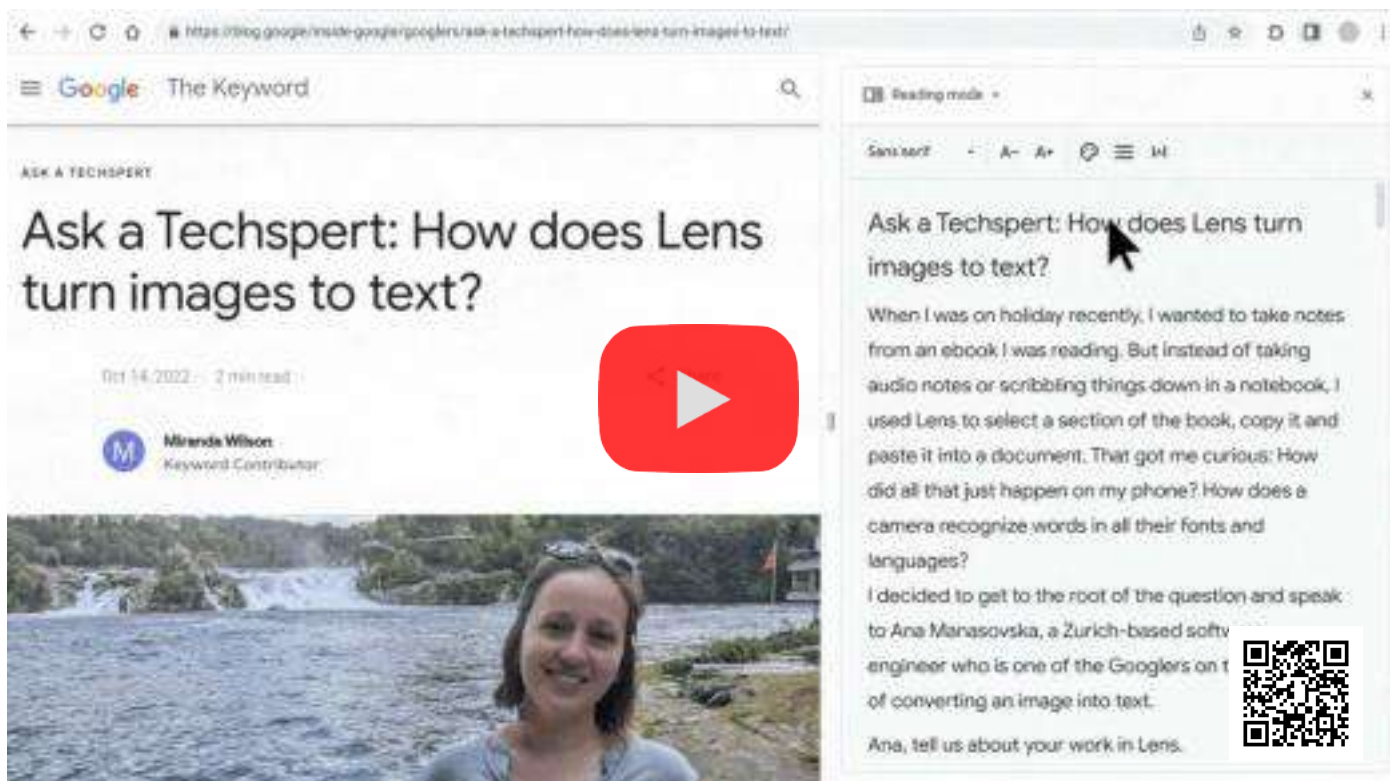 https://blog.google/inside-google/googlers/ask-a-techspert-how-does-lens-turn-images-to-text/
Google The Keyword
ASK A TECHSPERT
Ask a Techspert: How does Lens
turn images to text?
Oct 14, 2022
2 min read
M
Miranda Wilson
Keyword Contributor
Reading mode
Sans serif
A- A+
Ask a Techspert: How does Lens turn
images to text?
When I was on holiday recently, I wanted to take notes
from an ebook I was reading. But instead of taking
audio notes or scribbling things down in a notebook, I
used Lens to select a section of the book, copy it and
paste it into a document. That got me curious: How
did all that just happen on my phone? How does a
camera recognize words in all their fonts and
languages?
I decided to get to the root of the question and speak
to Ana Manasovska, a Zurich-based
engineer who is one of the Googlers on
of converting an image into text.
Ana, tell us about your work in Lens.